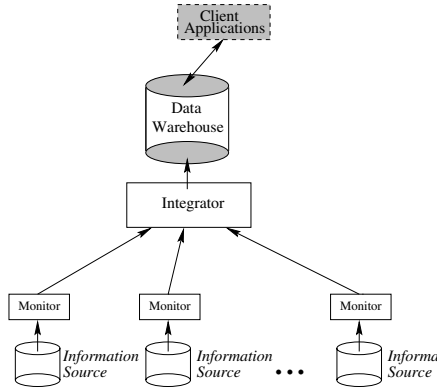 Client
Applications
Data
Warehouse
Integrator
Monitor
Monitor
Monitor
Information
Source
Information
Source
Informa
Source